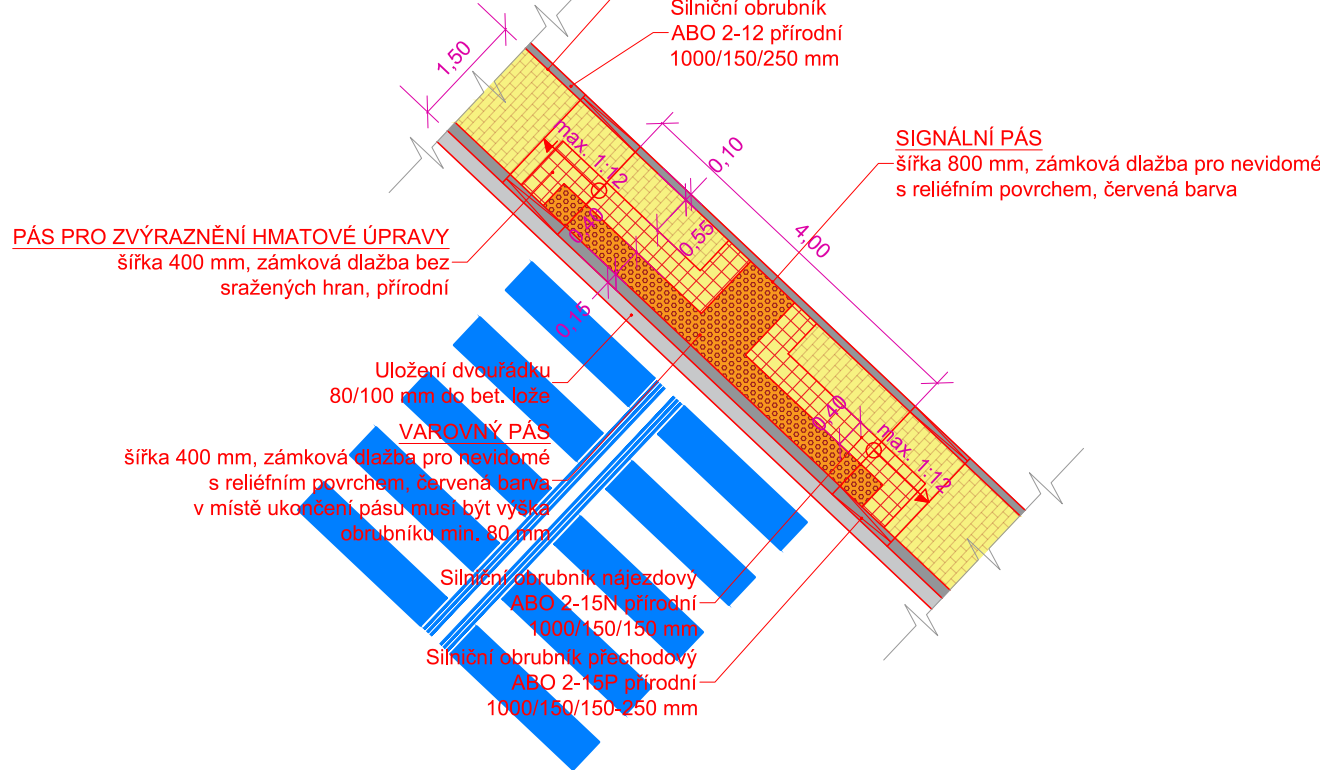 Silniční obrubník
ABO 2-12 přírodní
1000/150/250 mm
1,50
max. 1:12
0,10
SIGNÁLNÍ PÁS
šířka 800 mm, zámková dlažba pro nevidomé
s reliéfním povrchem, červená barva
PÁS PRO ZVÝRAZNĚNÍ HMATOVÉ ÚPRAVY
šířka 400 mm, zámková dlažba bez
sražených hran, přírodní
0,40
0,55
4,00
0,15
Uložení dvouřádku
80/100 mm do bet. lože
VAROVNÝ PÁS
šířka 400 mm, zámková dlažba pro nevidomé
s reliéfním povrchem, červená barva
v místě ukončení pásu musí být výška
obrubníku min. 80 mm
0,40
max. 1:12
Silniční obrubník nájezdový
ABO 2-15N přírodní
1000/150/150 mm
Silniční obrubník přechodový
ABO 2-15P přírodní
1000/150/150-250 mm